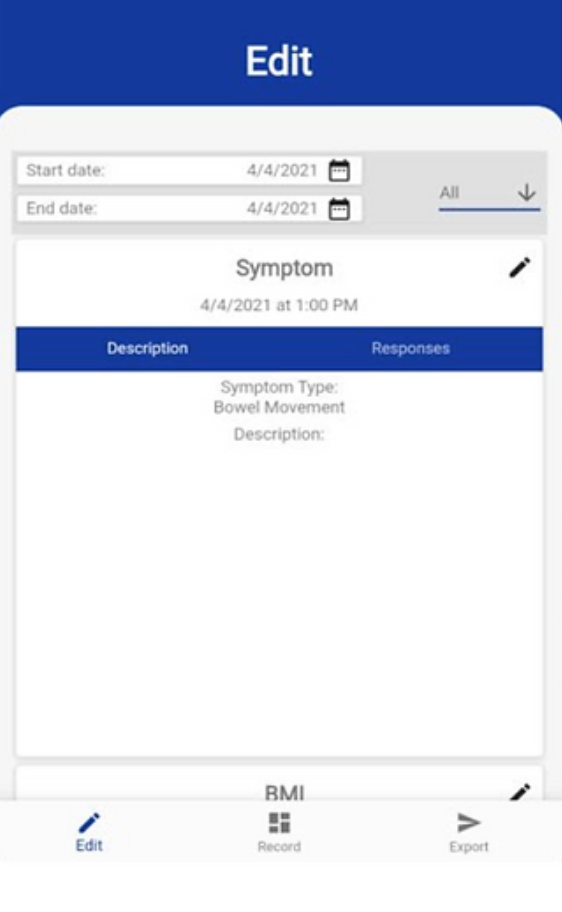 Edit
Start date: 4/4/2021
End date: 4/4/2021
All
Symptom
4/4/2021 at 1:00 PM
Description Responses
Symptom Type:
Bowel Movement
Description:
BMI
Edit Record Export